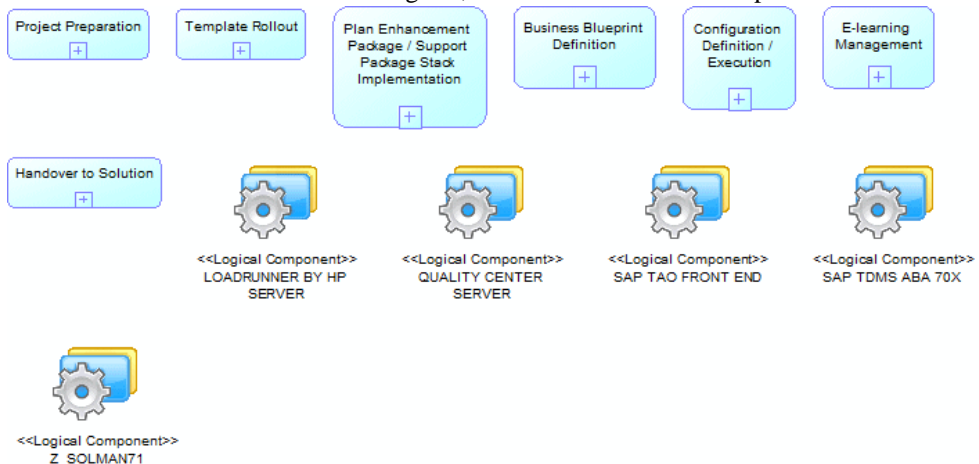 Project Preparation
Template Rollout
Plan Enhancement
Package / Support
Package Stack
Implementation
Business Blueprint
Definition
Configuration
Definition /
Execution
E-learning
Management
Handover to Solution
<<Logical Component>>
LOADRUNNER BY HP
SERVER
<<Logical Component>>
QUALITY CENTER
SERVER
<<Logical Component>>
SAP TAO FRONT END
<<Logical Component>>
SAP TDMS ABA 70X
<<Logical Component>>
Z_SOLMAN71